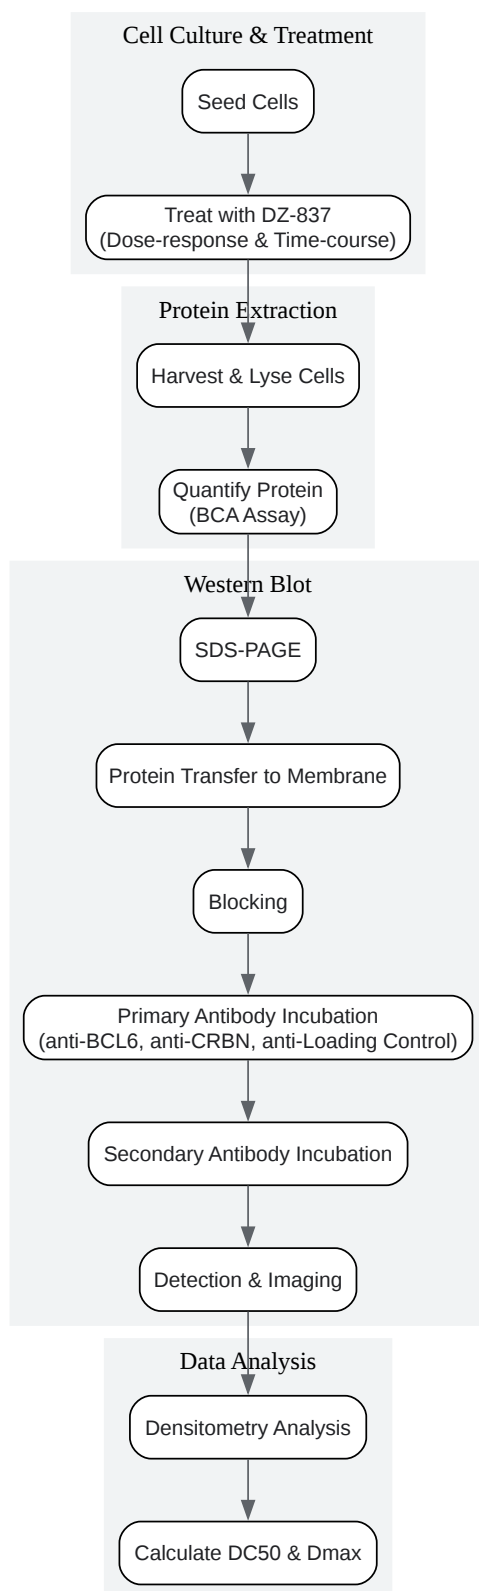 Cell Culture & Treatment
Seed Cells
Treat with DZ-837
(Dose-response & Time-course)
Protein Extraction
Harvest & Lyse Cells
Quantify Protein
(BCA Assay)
Western Blot
SDS-PAGE
Protein Transfer to Membrane
Blocking
Primary Antibody Incubation
(anti-BCL6, anti-CRBN, anti-Loading Control)
Secondary Antibody Incubation
Detection & Imaging
Data Analysis
Densitometry Analysis
Calculate DC50 & Dmax